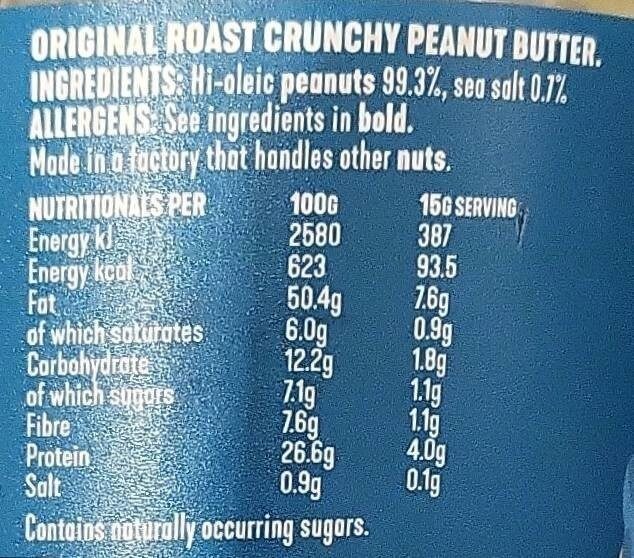 ORIGINAL ROAST CRUNCHY PEANUT BUTTER.
INGREDIENTS: Hi-oleic peanuts 99.3%, sea salt 0.7%
ALLERGENS: See ingredients in bold.
Made in a factory that handles other nuts.
NUTRITIONALS PER 100G 15G SERVING
Energy kJ 2580 387
Energy kcal 623 93.5
Fat 50.4g 7.6g
of which saturates 6.0g 0.9g
Carbohydrate 12.2g 1.8g
of which sugars 7.1g 1.1g
Fibre 7.6g 1.1g
Protein 26.6g 4.0g
Salt 0.9g 0.1g
Contains naturally occurring sugars.